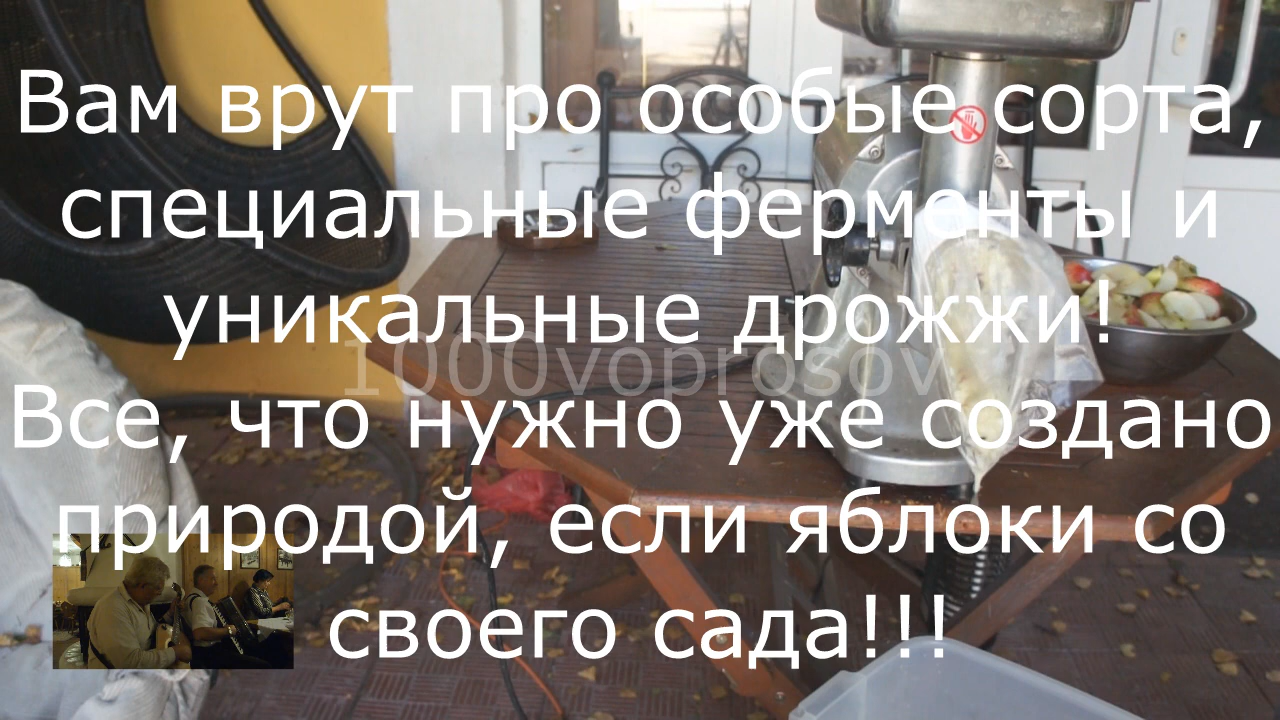 Вам врут про особые сорта,
специальные ферменты и
уникальные дрожжи!
1000voprosov
Все, что нужно уже создано
природой, если яблоки со
своего сада!!!